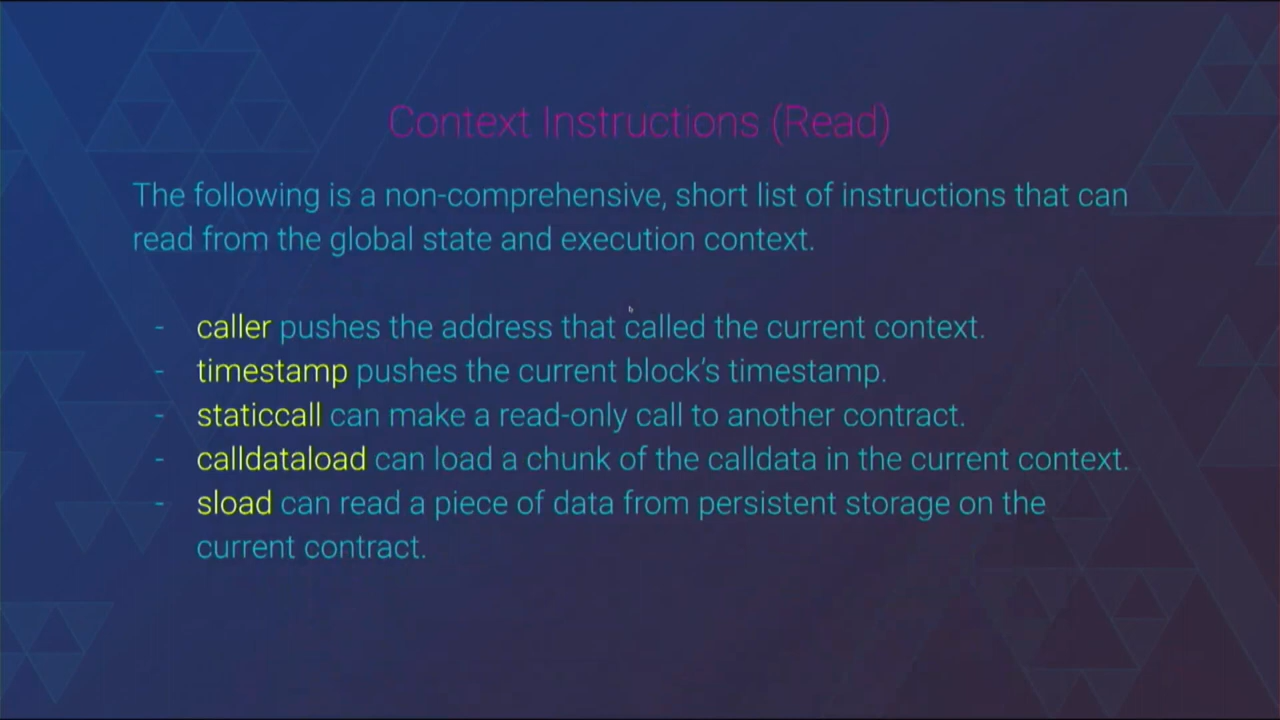 Context Instructions (Read)
The following is a non-comprehensive, short list of instructions that can
read from the global state and execution context.
- caller pushes the address that called the current context.
- timestamp pushes the current block's timestamp.
- staticcall can make a read-only call to another contract.
- calldataload can load a chunk of the calldata in the current context.
- sload can read a piece of data from persistent storage on the
current contract.